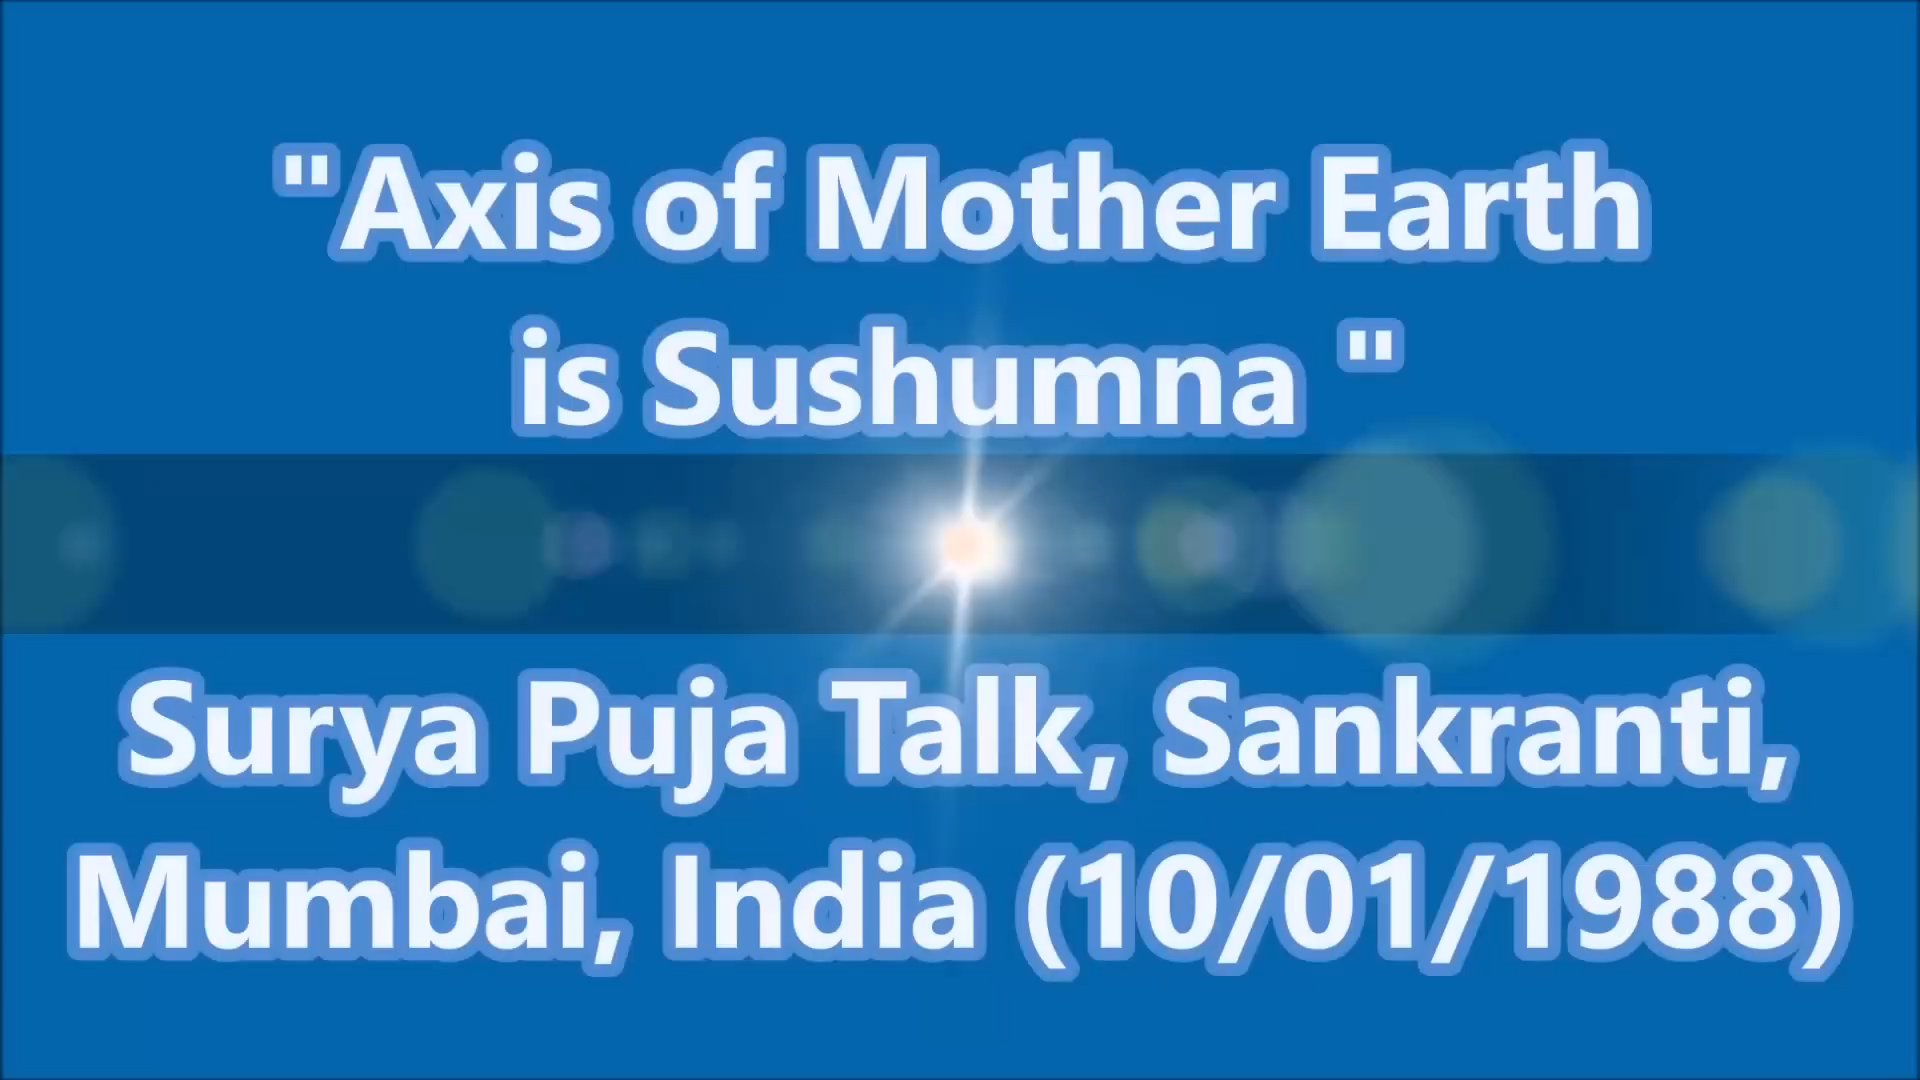 "Axis of Mother Earth
is Sushumna "
Surya Puja Talk, Sankranti,
Mumbai, India (10/01/1988)